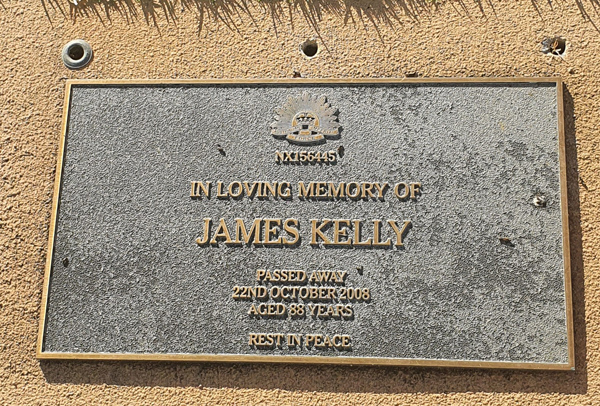 NX156445
IN LOVING MEMORY OF
JAMES KELLY
PASSED AWAY
22ND OCTOBER 2008
AGED 88 YEARS
REST IN PEACE